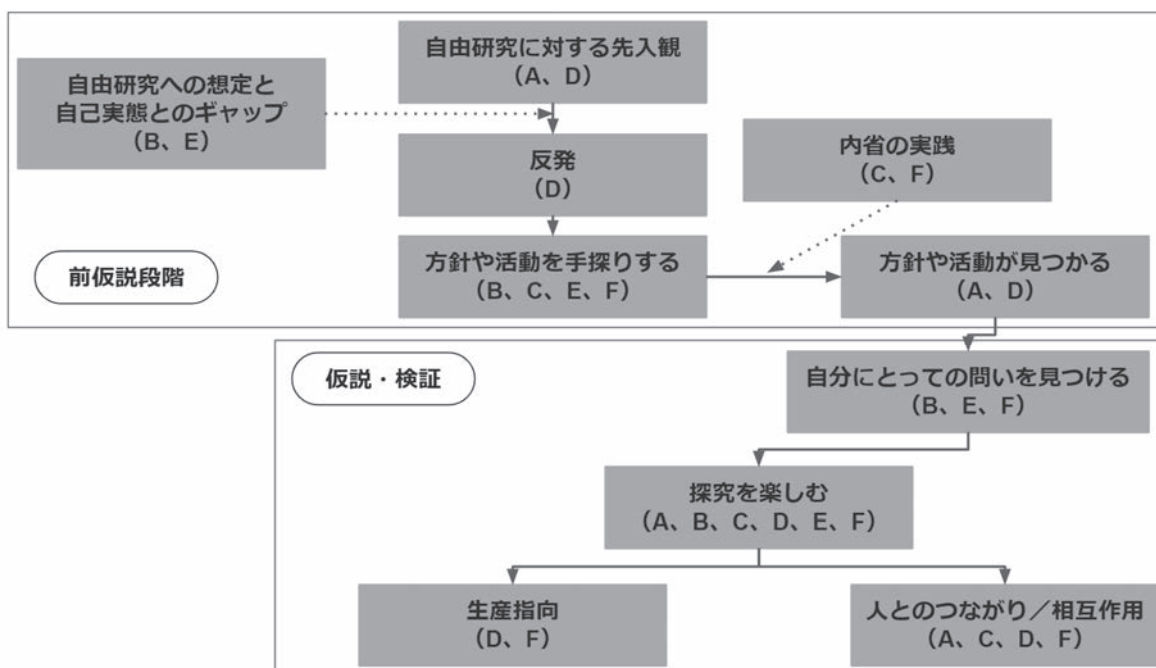 自由研究に対する先入観
（A、D）
自由研究への想定と
自己実態とのギャップ
（B、E）
反発
（D）
内省の実践
（C、F）
前仮説段階
方針や活動を手探りする
（B、C、E、F）
方針や活動が見つかる
（A、D）
仮説・検証
自分にとっての問いを見つける
（B、E、F）
探究を楽しむ
（A、B、C、D、E、F）
生産指向
（D、F）
人とのつながり／相互作用
（A、C、D、F）